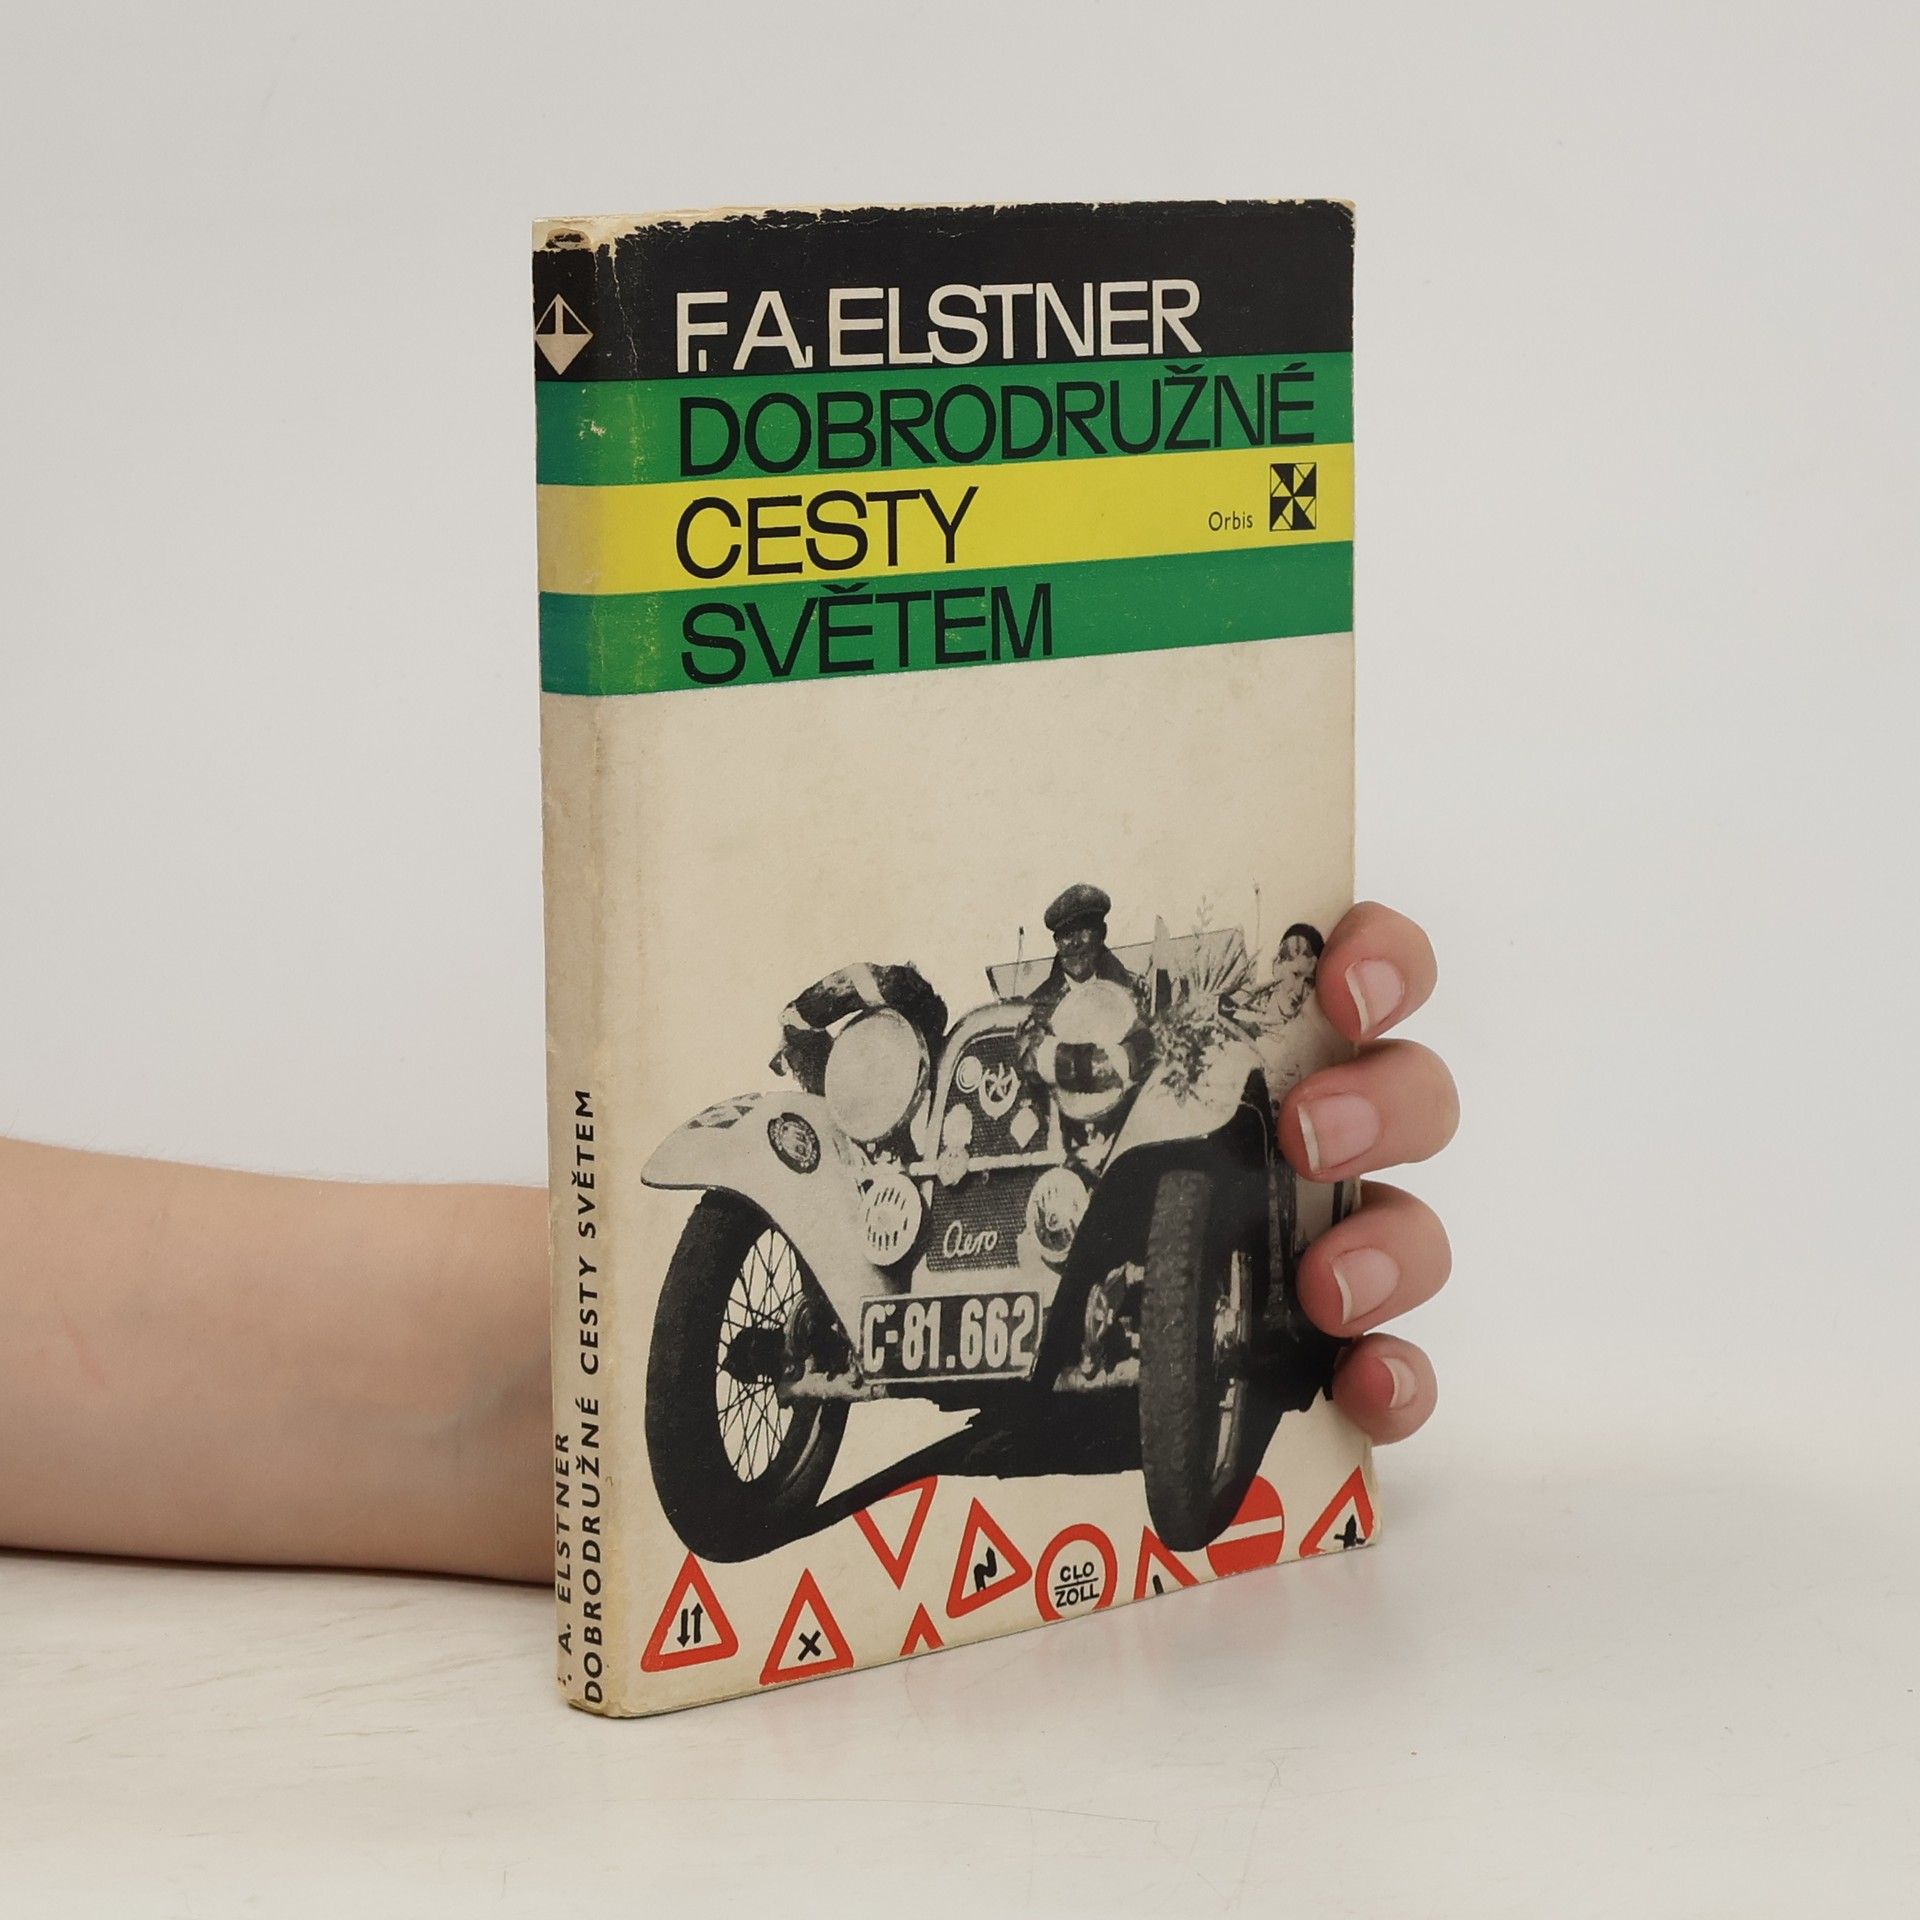 F. A. ELSTNER
DOBRODRUŽNÉ
CESTY
Orbis
SVĚTEM
Aero
Č-81.662
CLO
ZOLL
A. ELSTNER
DOBRODRUŽNÉ CESTY SVĚTEM